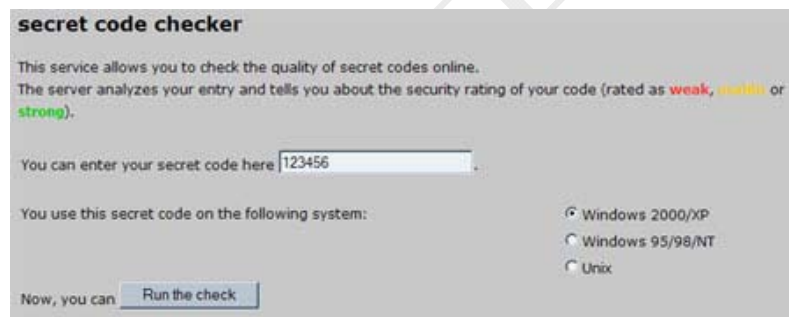 secret code checker
This service allows you to check the quality of secret codes online.
The server analyzes your entry and tells you about the security rating of your code (rated as weak, or
strong).
You can enter your secret code here 123456 .
You use this secret code on the following system:
Windows 2000/XP
Windows 95/98/NT
Unix
Now, you can Run the check